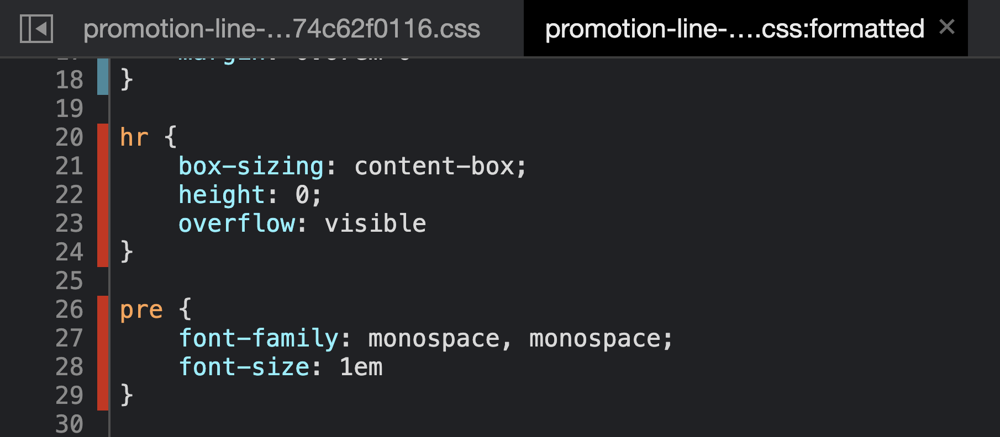 promotion-line-…74c62f0116.css promotion-line-….css:formatted
18 }
19
20 hr {
21 box-sizing: content-box;
22 height: 0;
23 overflow: visible
24 }
25
26 pre {
27 font-family: monospace, monospace;
28 font-size: 1em
29 }
30